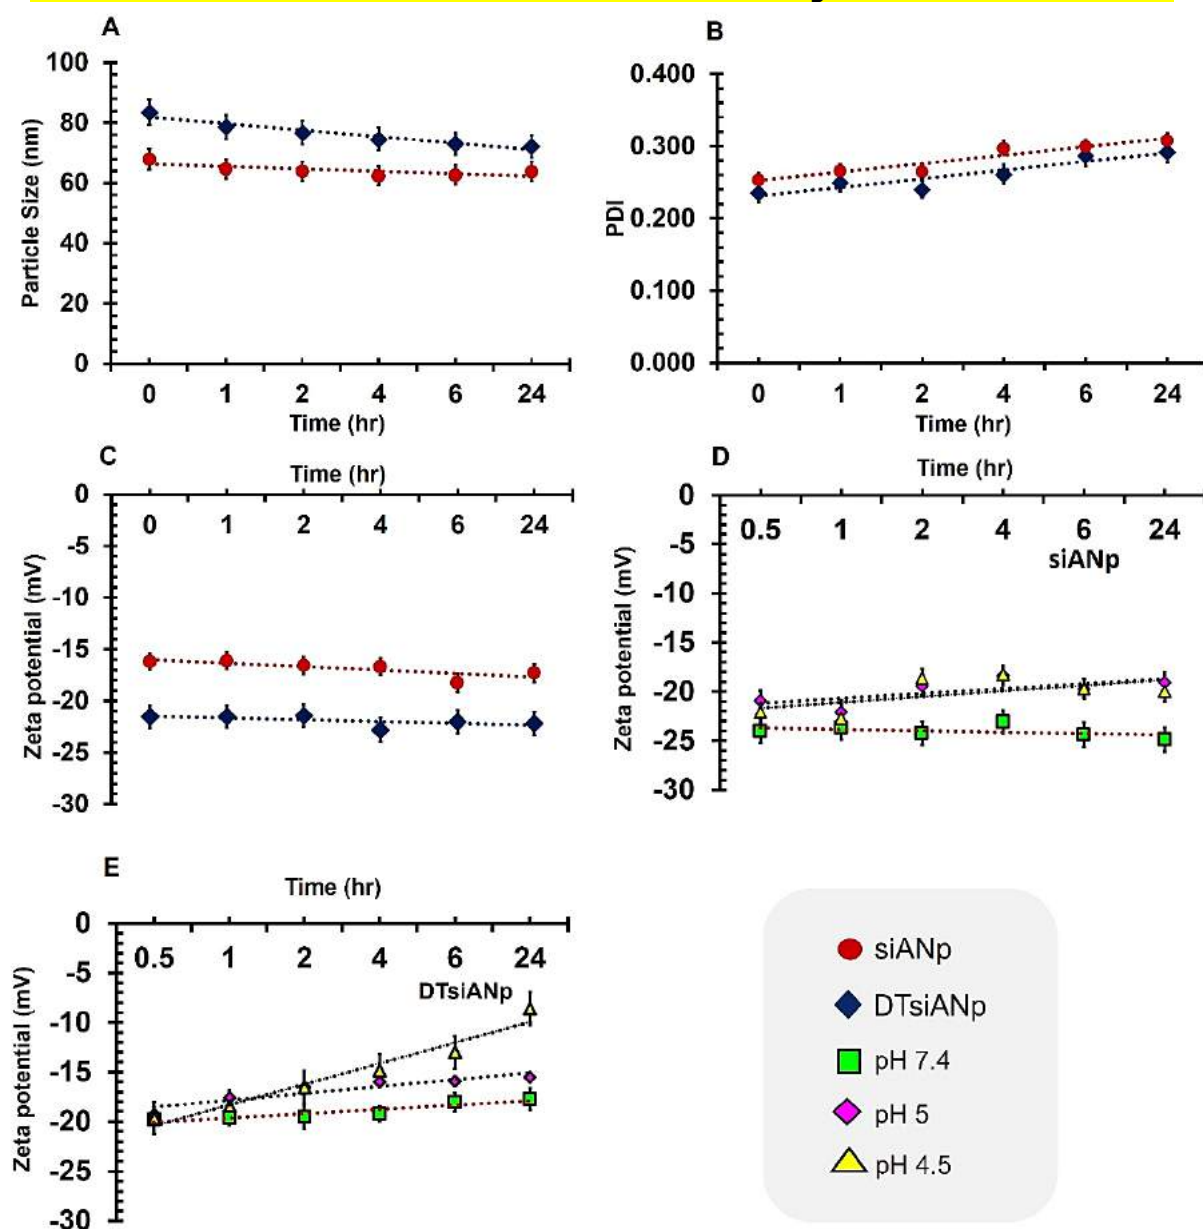 A
100
80
60
40
20
0
Particle Size (nm)
0 1 2 4 6 24
Time (hr)
B
0.400
0.300
0.200
0.100
0.000
PDI
0 1 2 4 6 24
Time (hr)
C
Time (hr)
0
-5
-10
-15
-20
-25
-30
Zeta potential (mV)
0 1 2 4 6 24
D
Time (hr)
0
-5
-10
-15
-20
-25
-30
Zeta potential (mV)
0.5 1 2 4 6 24
siANp
E
Time (hr)
0
-5
-10
-15
-20
-25
-30
Zeta potential (mV)
0.5 1 2 4 6 24
DTsiANp
siANp
DTsiANp
pH 7.4
pH 5
pH 4.5